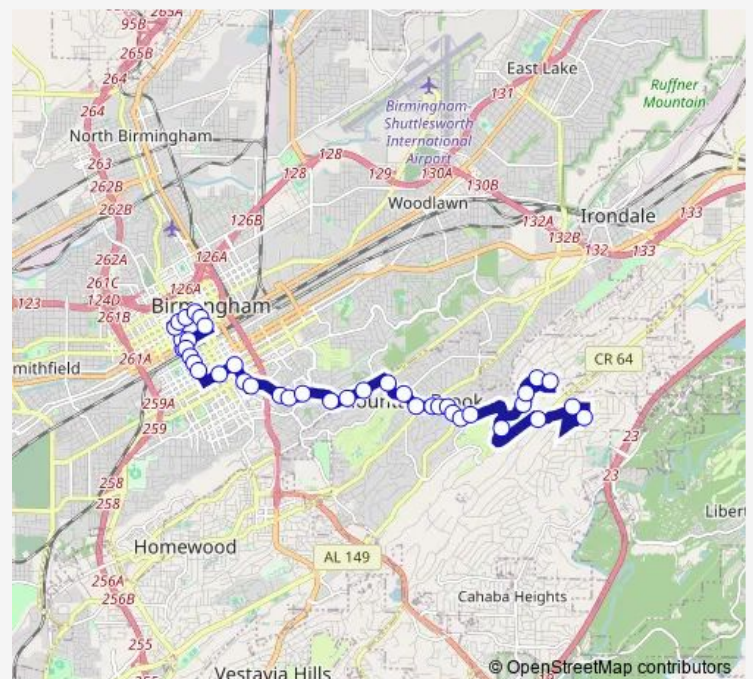 265A
95B
264
East Lake
131
Ruffner
Mountain
264
Birmingham-
Shuttlesworth
International
Airport
North Birmingham
128
263
128
129
130A
130B
262B
Woodlawn
262B
126B
132A
Irondale
133
132B
132
133
262A
126A
261C
126A
123
124D
Birmingham
261B
CR 64
261A
mithfield
Brook
259A
259
23
23
258
258
Libert
Homewood
AL 149
256A
256B
Cahaba Heights
255
Vestavia Hills
© OpenStreetMap contributors